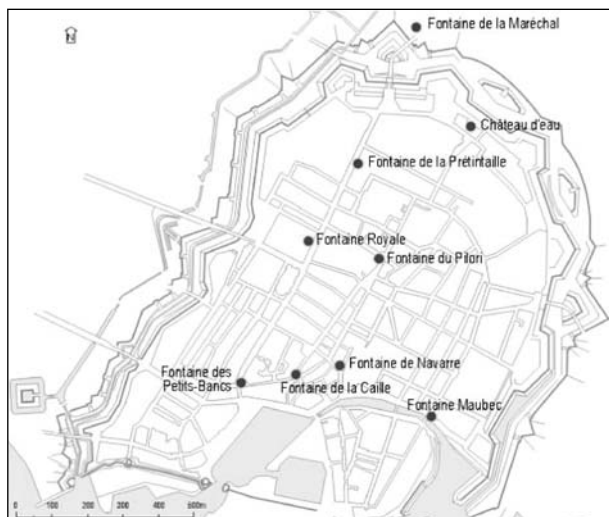 Fontaine de la Maréchal
N
Château d'eau
Fontaine de la Prétintaille
Fontaine Royale
Fontaine du Pilori
Fontaine de Navarre
Fontaine des
Petits-Bancs
Fontaine de la Caille
Fontaine Maubec
0 100 200 300 400 500m